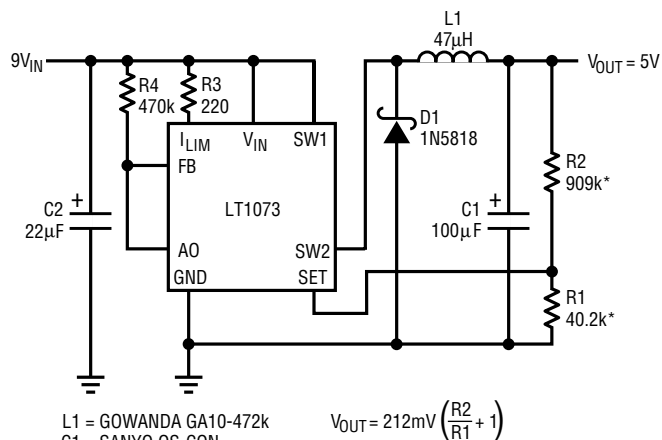 L1
47µH
9VIN
VOUT = 5V
R4
470k
R3
220
D1
1N5818
ILIM
VIN
SW1
FB
R2
909k*
C2
+
22µF
LT1073
C1
+
100µF
AO
SW2
GND
SET
R1
40.2k*
L1 = GOWANDA GA10-472k
VOUT = 212mV (R2/R1 + 1)